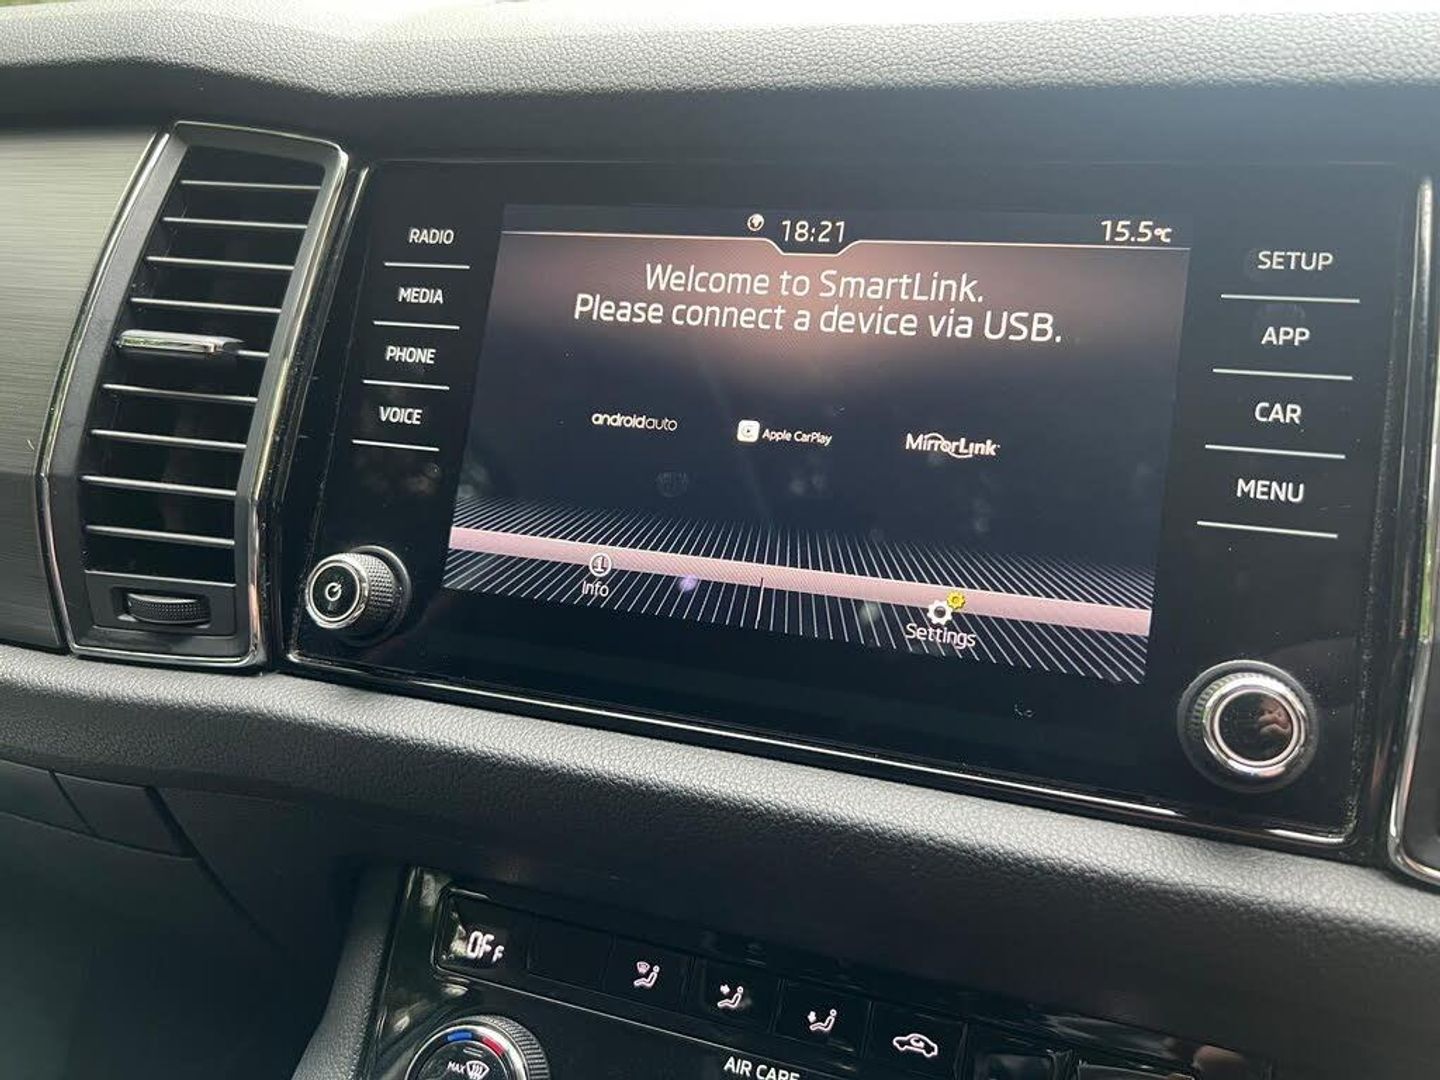 18:21
15.5°C
RADIO
MEDIA
PHONE
VOICE
Welcome to SmartLink.
Please connect a device via USB.
androidauto
Apple CarPlay
MirrorLink
Info
Settings
SETUP
APP
CAR
MENU
OFF
MAX
AIR CARE